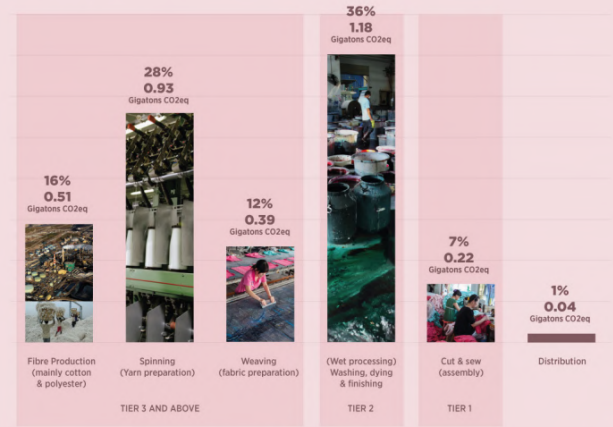 36%
1.18
Gigatons CO2eq
28%
0.93
Gigatons CO2eq
16%
0.51
Gigatons CO2eq
12%
0.39
Gigatons CO2eq
7%
0.22
Gigatons CO2eq
1%
0.04
Gigatons CO2eq
Fibre Production
(mainly cotton
& polyester)
Spinning
(Yarn preparation)
Weaving
(fabric preparation)
(Wet processing)
Washing, dying
& finishing
Cut & sew
(assembly)
Distribution
TIER 3 AND ABOVE
TIER 2
TIER 1